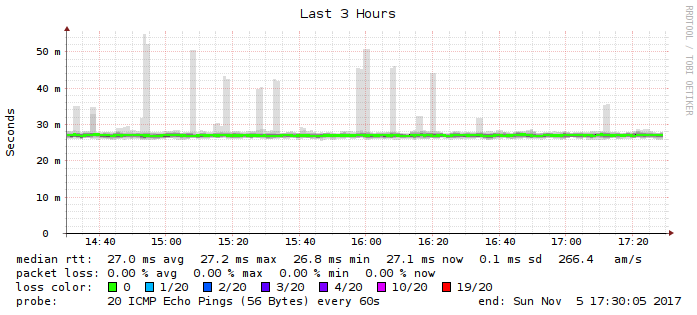 Last 3 Hours
RRDTOOL / TOBI OETIKER
Seconds
50 m
40 m
30 m
20 m
10 m
0
14:40 15:00 15:20 15:40 16:00 16:20 16:40 17:00 17:20
median rtt: 27.0 ms avg 27.2 ms max 26.8 ms min 27.1 ms now 0.1 ms sd 266.4 am/s
packet loss: 0.00 % avg 0.00 % max 0.00 % min 0.00 % now
loss color: 0 1/20 2/20 3/20 4/20 10/20 19/20
probe: 20 ICMP Echo Pings (56 Bytes) every 60s end: Sun Nov 5 17:30:05 2017